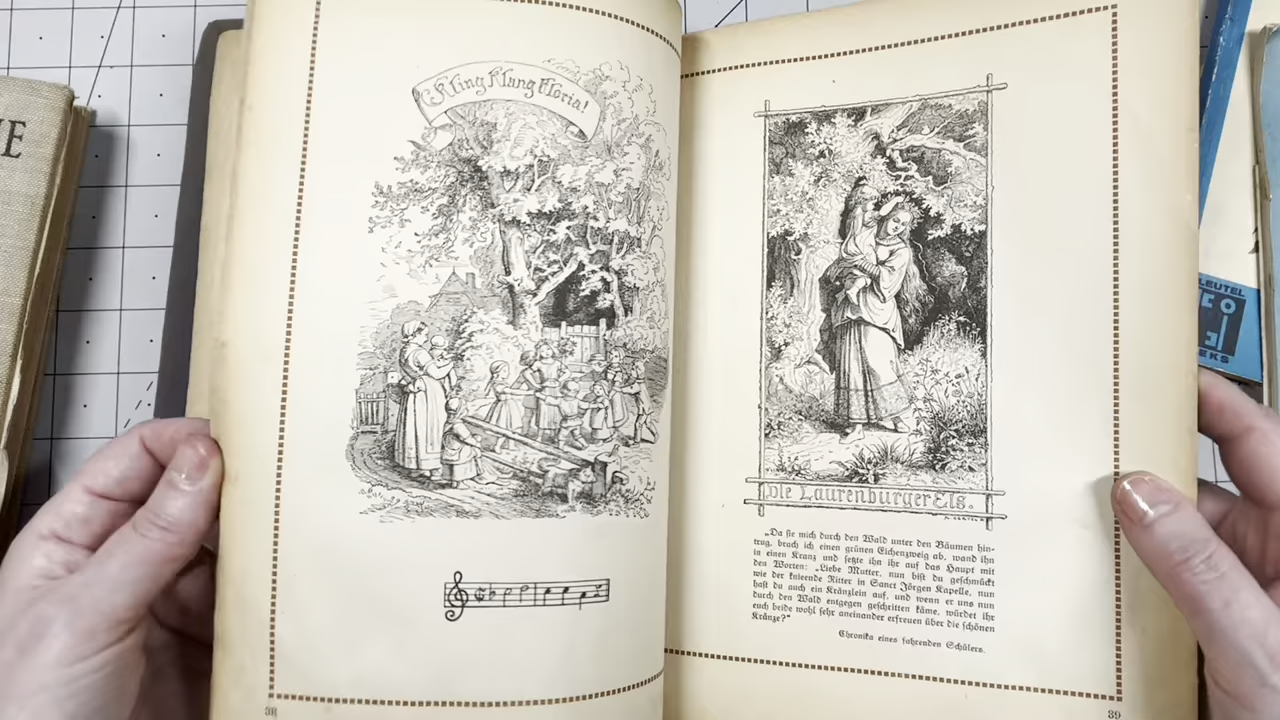 E
Kling Klang Gloria!
38
Die Laurenburger Els.
„Da sie mich durch den Wald unter den Bäumen hin-
trug, brach ich einen grünen Eichenzweig ab, wand ihn
in einen Kranz und setzte ihn ihr auf das Haupt mit
den Worten: „Liebe Mutter, nun bist du geschmückt
wie der knieende Ritter in Sanct Jörgen Kapelle, nun
hast du auch ein Kränzlein auf, und wenn er uns nun
durch den Wald entgegen geschritten käme, würdet ihr
euch beide wohl sehr aneinander erfreuen über die schönen
Kränze?“
Chronika eines fahrenden Schülers.
39
LEUTEL
EKS